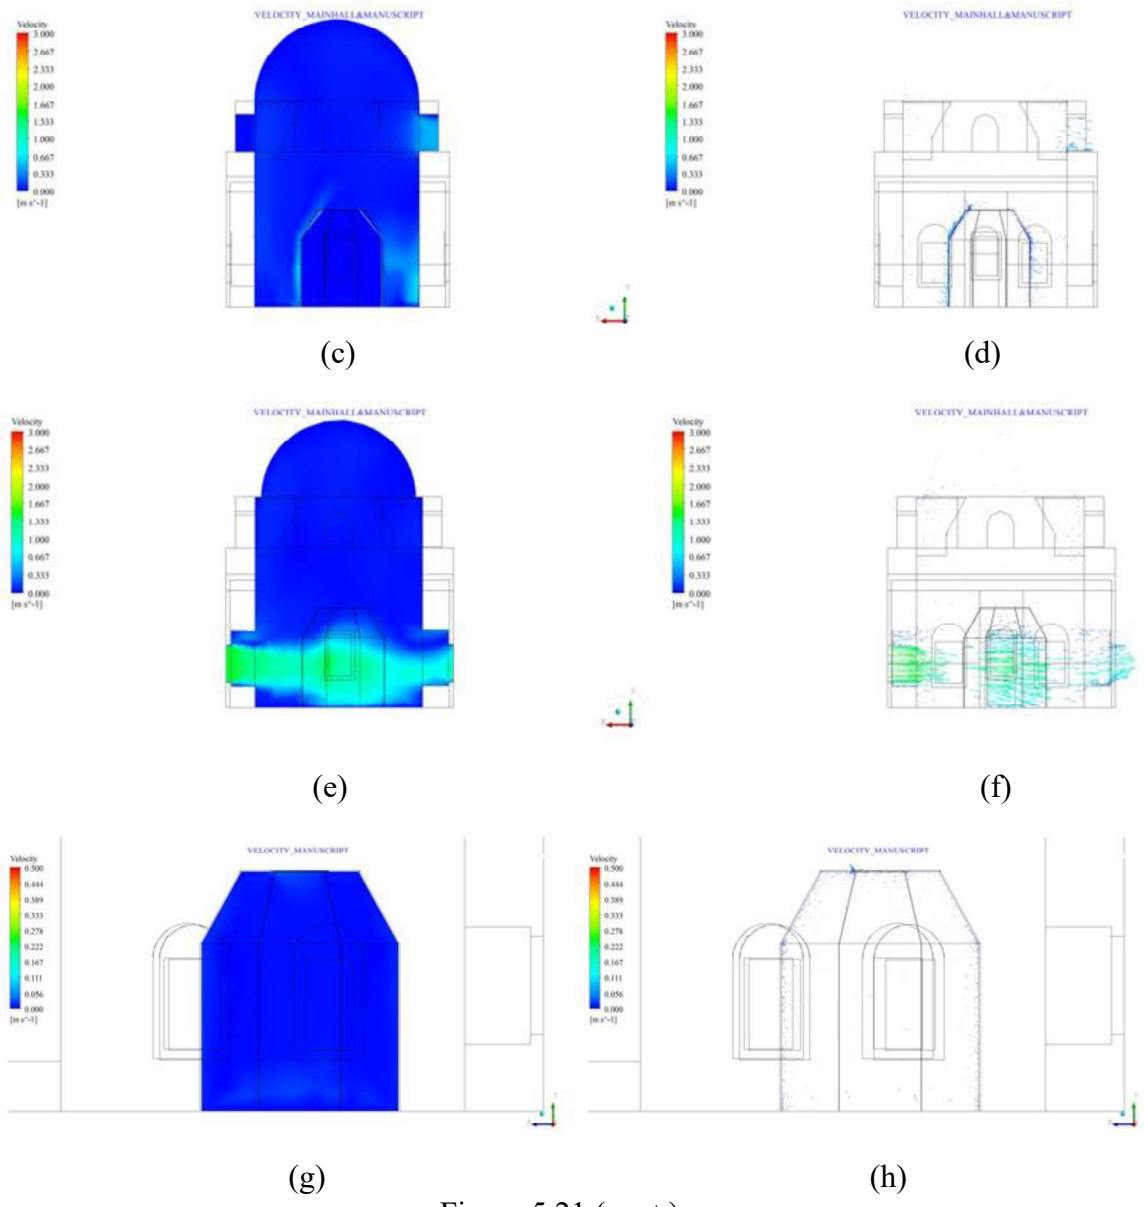 VELOCITY_MAINHALL&MANUSCRIPT
Velocity
3.000
2.667
2.333
2.000
1.667
1.333
1.000
0.667
0.333
0.000
[m s^-1]
(c)
VELOCITY_MAINHALL&MANUSCRIPT
Velocity
3.000
2.667
2.333
2.000
1.667
1.333
1.000
0.667
0.333
0.000
[m s^-1]
(d)
VELOCITY_MAINHALL&MANUSCRIPT
Velocity
3.000
2.667
2.333
2.000
1.667
1.333
1.000
0.667
0.333
0.000
[m s^-1]
(e)
VELOCITY_MAINHALL&MANUSCRIPT
Velocity
3.000
2.667
2.333
2.000
1.667
1.333
1.000
0.667
0.333
0.000
[m s^-1]
(f)
VELOCITY_MANUSCRIPT
Velocity
0.500
0.444
0.389
0.333
0.278
0.222
0.167
0.111
0.056
0.000
[m s^-1]
(g)
VELOCITY_MANUSCRIPT
Velocity
0.500
0.444
0.389
0.333
0.278
0.222
0.167
0.111
0.056
0.000
[m s^-1]
(h)